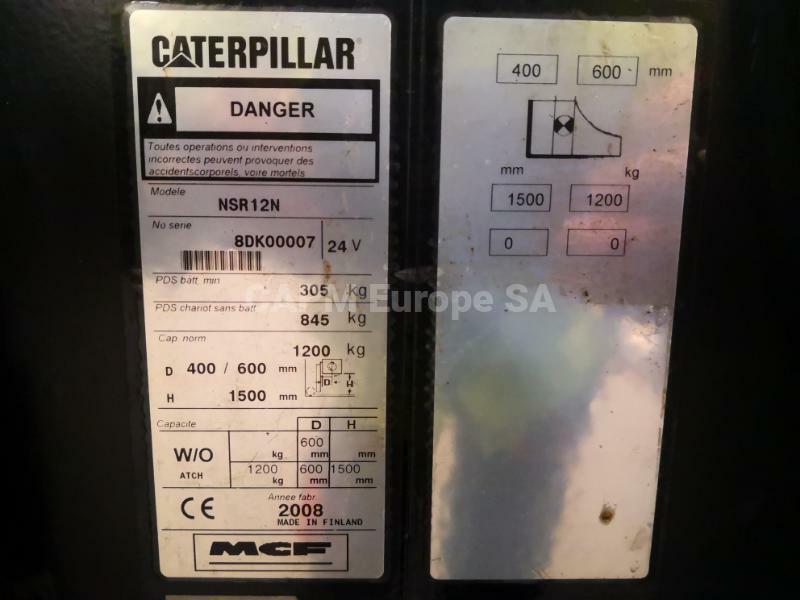 CATERPILLAR
DANGER
Toutes operations ou interventions
incorrectes peuvent provoquer des
accidentscorporels, voire mortels
Modele
NSR12N
No serie
8DK00007 24 V
PDS batt. min
305 kg
PDS chariot sans batt
845 kg
Cap. norm
1200 kg
D 400 / 600 mm
H 1500 mm
D H
Capacite D H
600
W/O kg mm mm
ATCH 1200 600 1500
kg mm mm
CE
Annee fabr.
2008
MADE IN FINLAND
MCF
400 600 mm
mm kg
1500 1200
0 0
CAPM Europe SA